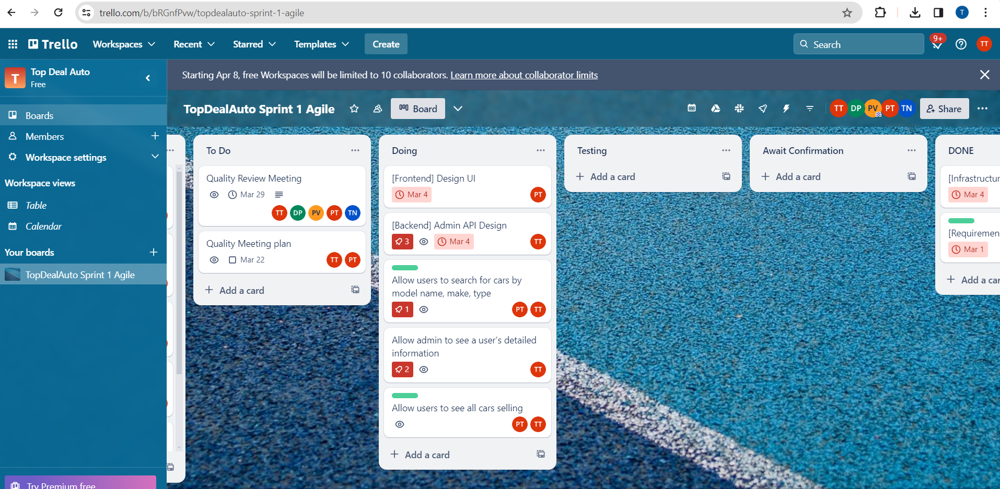 trello.com/b/bRGnfPvw/topdealauto-sprint-1-agile
T
Trello
Workspaces
Recent
Starred
Templates
Create
Search
9+
TT
T
Top Deal Auto
Free
Starting Apr 8, free Workspaces will be limited to 10 collaborators. Learn more about collaborator limits
Boards
Members
Workspace settings
Workspace views
Table
Calendar
Your boards
TopDealAuto Sprint 1 Agile
Try Premium free
TopDealAuto Sprint 1 Agile
Board
TT DP PV PT TN
Share
To Do
Quality Review Meeting
Mar 29
TT DP PV PT TN
Quality Meeting plan
Mar 22
TT PT
Add a card
Doing
[Frontend] Design UI
Mar 4
PT
[Backend] Admin API Design
3
Mar 4
TT
Allow users to search for cars by
model name, make, type
1
PT TT
Allow admin to see a user's detailed
information
2
TT
Allow users to see all cars selling
PT TT
Add a card
Testing
Add a card
Await Confirmation
Add a card
DONE
[Infrastructur
Mar 4
[Requiremen
Mar 1
Add a car